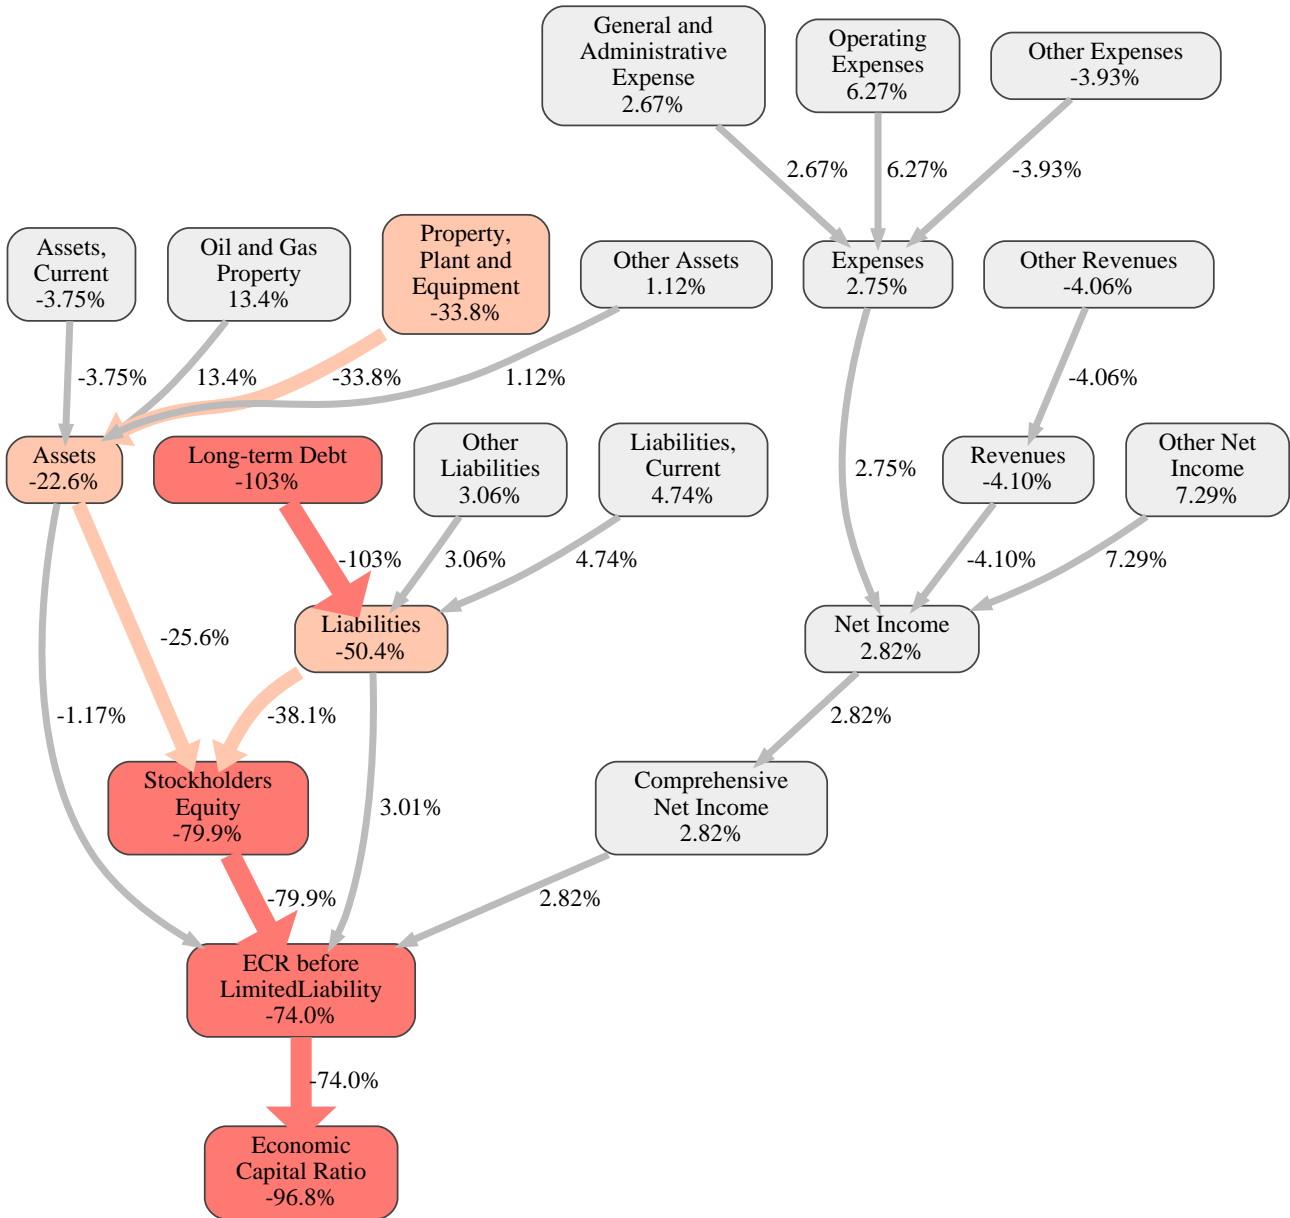 General and
Administrative
Expense
2.67%
Operating
Expenses
6.27%
Other Expenses
-3.93%
2.67%
6.27%
-3.93%
Assets,
Current
-3.75%
Oil and Gas
Property
13.4%
Property,
Plant and
Equipment
-33.8%
Other Assets
1.12%
Expenses
2.75%
Other Revenues
-4.06%
-3.75%
13.4%
-33.8%
1.12%
-4.06%
Assets
-22.6%
Long-term Debt
-103%
Other
Liabilities
3.06%
Liabilities,
Current
4.74%
2.75%
Revenues
-4.10%
Other Net
Income
7.29%
-103%
3.06%
4.74%
-4.10%
7.29%
Liabilities
-50.4%
Net Income
2.82%
-25.6%
-1.17%
-38.1%
2.82%
Stockholders
Equity
-79.9%
3.01%
Comprehensive
Net Income
2.82%
-79.9%
2.82%
ECR before
LimitedLiability
-74.0%
-74.0%
Economic
Capital Ratio
-96.8%